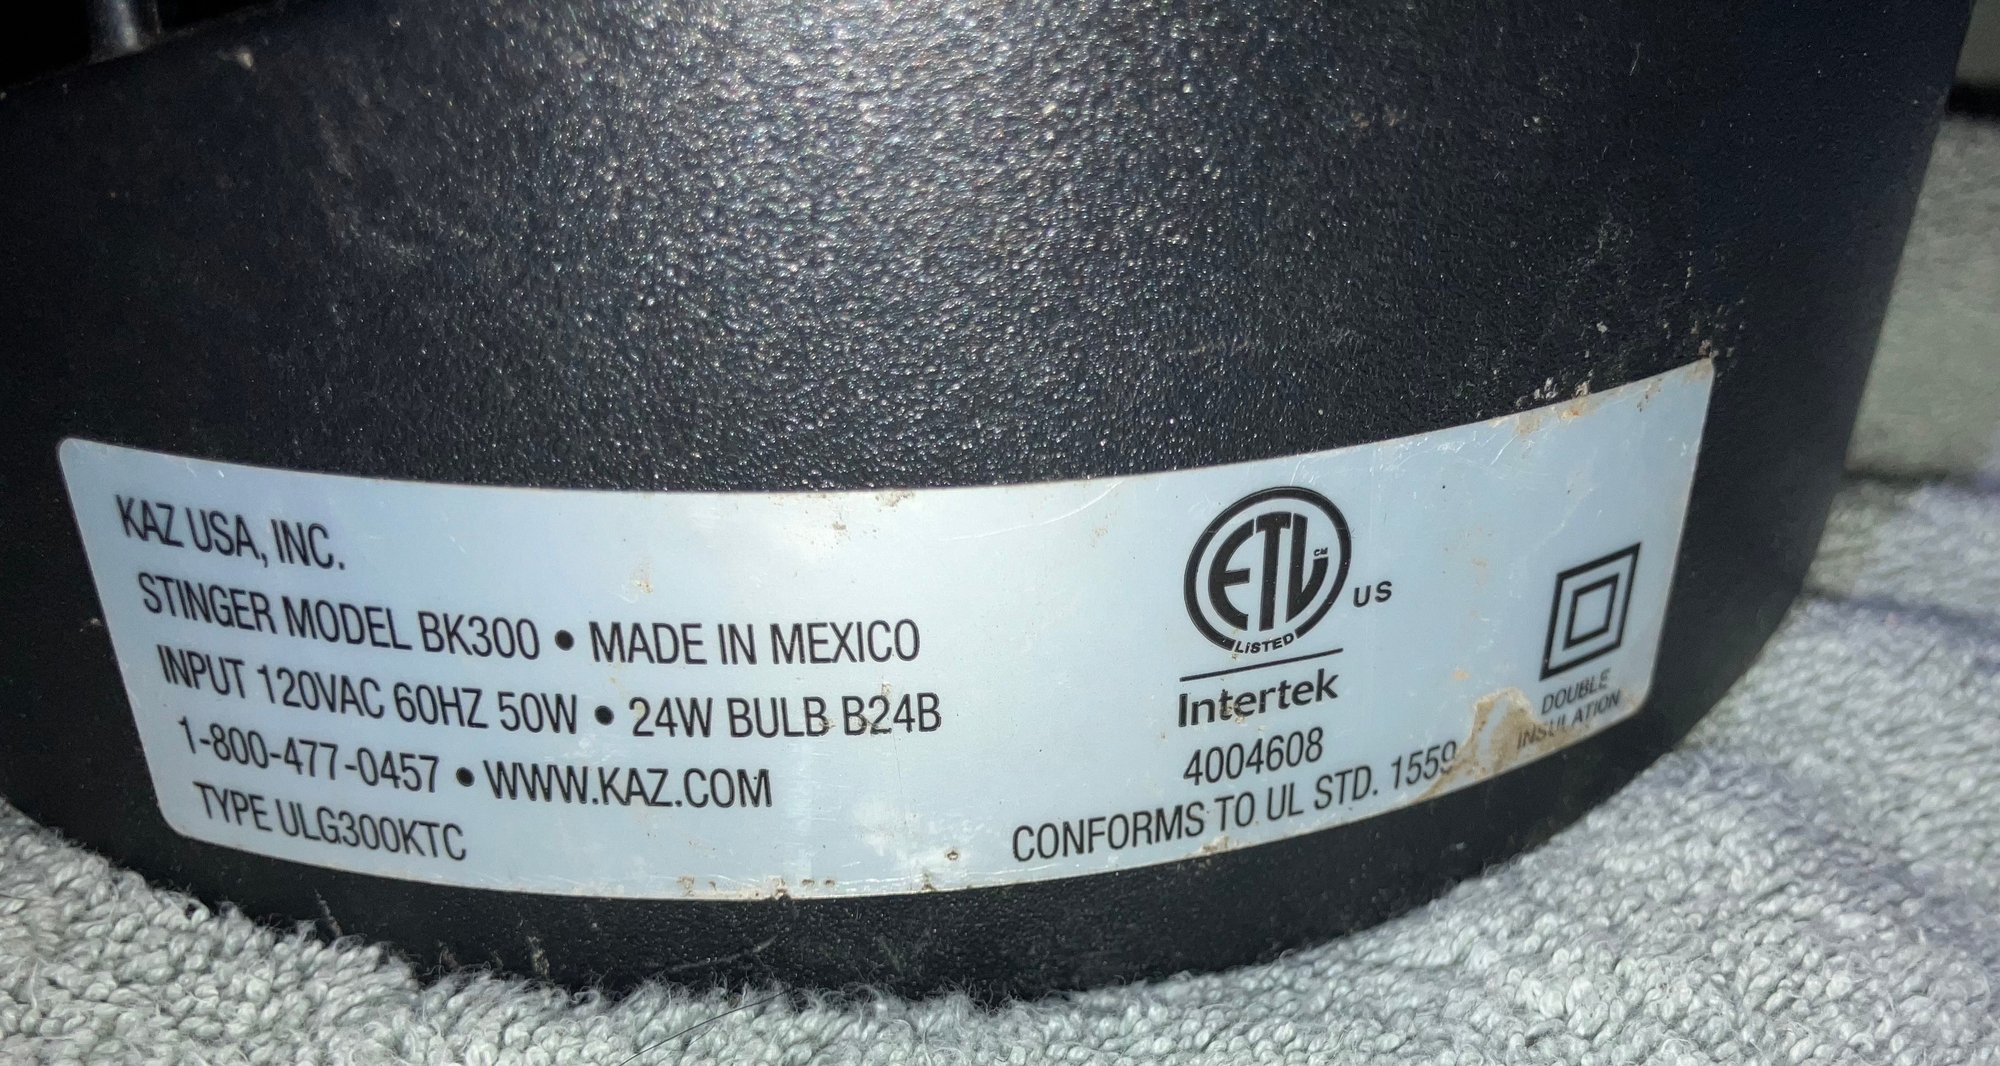 KAZ USA, INC.
STINGER MODEL BK300 • MADE IN MEXICO
INPUT 120VAC 60HZ 50W • 24W BULB B24B
1-800-477-0457 • WWW.KAZ.COM
TYPE ULG300KTC
ETL CM
LISTED
US
Intertek
4004608
CONFORMS TO UL STD. 1559
DOUBLE
INSULATION